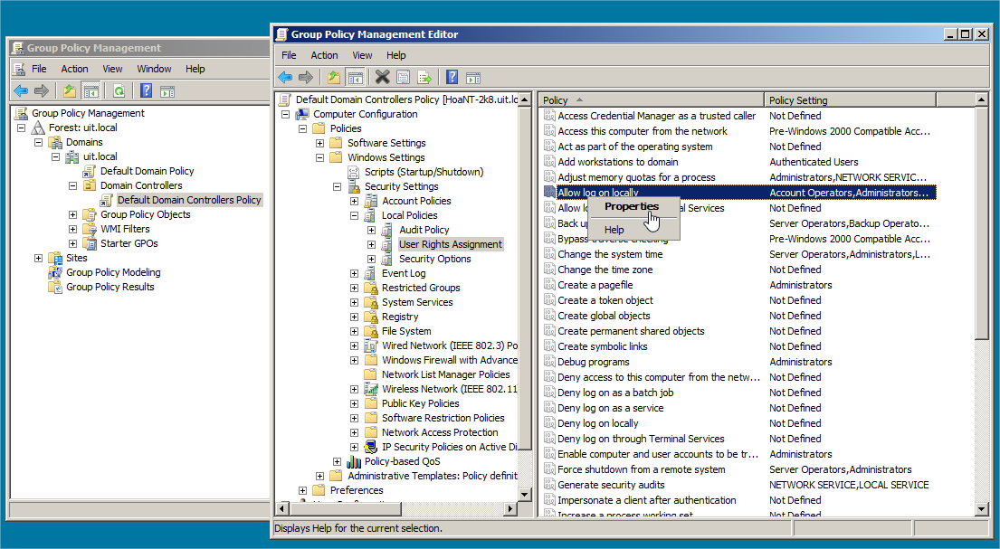 Group Policy Management
File Action View Window Help
Group Policy Management
Forest: uit.local
Domains
uit.local
Default Domain Policy
Domain Controllers
Default Domain Controllers Policy
Group Policy Objects
WMI Filters
Starter GPOs
Sites
Group Policy Modeling
Group Policy Results
Group Policy Management Editor
File Action View Help
Default Domain Controllers Policy [HoaNT-2k8.uit.lo
Computer Configuration
Policies
Software Settings
Windows Settings
Scripts (Startup/Shutdown)
Security Settings
Account Policies
Local Policies
Audit Policy
User Rights Assignment
Security Options
Event Log
Restricted Groups
System Services
Registry
File System
Wired Network (IEEE 802.3) Po
Windows Firewall with Advance
Network List Manager Policies
Wireless Network (IEEE 802.11
Public Key Policies
Software Restriction Policies
Network Access Protection
IP Security Policies on Active Di
Policy-based QoS
Administrative Templates: Policy definit
Preferences
Policy Policy Setting
Access Credential Manager as a trusted caller Not Defined
Access this computer from the network Pre-Windows 2000 Compatible Acc...
Act as part of the operating system Not Defined
Add workstations to domain Authenticated Users
Adjust memory quotas for a process Administrators,NETWORK SERVIC...
Allow log on locally Account Operators,Administrators...
Allow lo l Services Not Defined
Back up Server Operators,Backup Operato...
Bypass traverse checking Pre-Windows 2000 Compatible Acc...
Change the system time Server Operators,Administrators,L...
Change the time zone Not Defined
Create a pagefile Administrators
Create a token object Not Defined
Create global objects Not Defined
Create permanent shared objects Not Defined
Create symbolic links Not Defined
Debug programs Administrators
Deny access to this computer from the netw... Not Defined
Deny log on as a batch job Not Defined
Deny log on as a service Not Defined
Deny log on locally Not Defined
Deny log on through Terminal Services Not Defined
Enable computer and user accounts to be tr... Administrators
Force shutdown from a remote system Server Operators,Administrators
Generate security audits NETWORK SERVICE,LOCAL SERVICE
Impersonate a client after authentication Not Defined
Increase a process working set Not Defined
Properties
Help
Displays Help for the current selection.